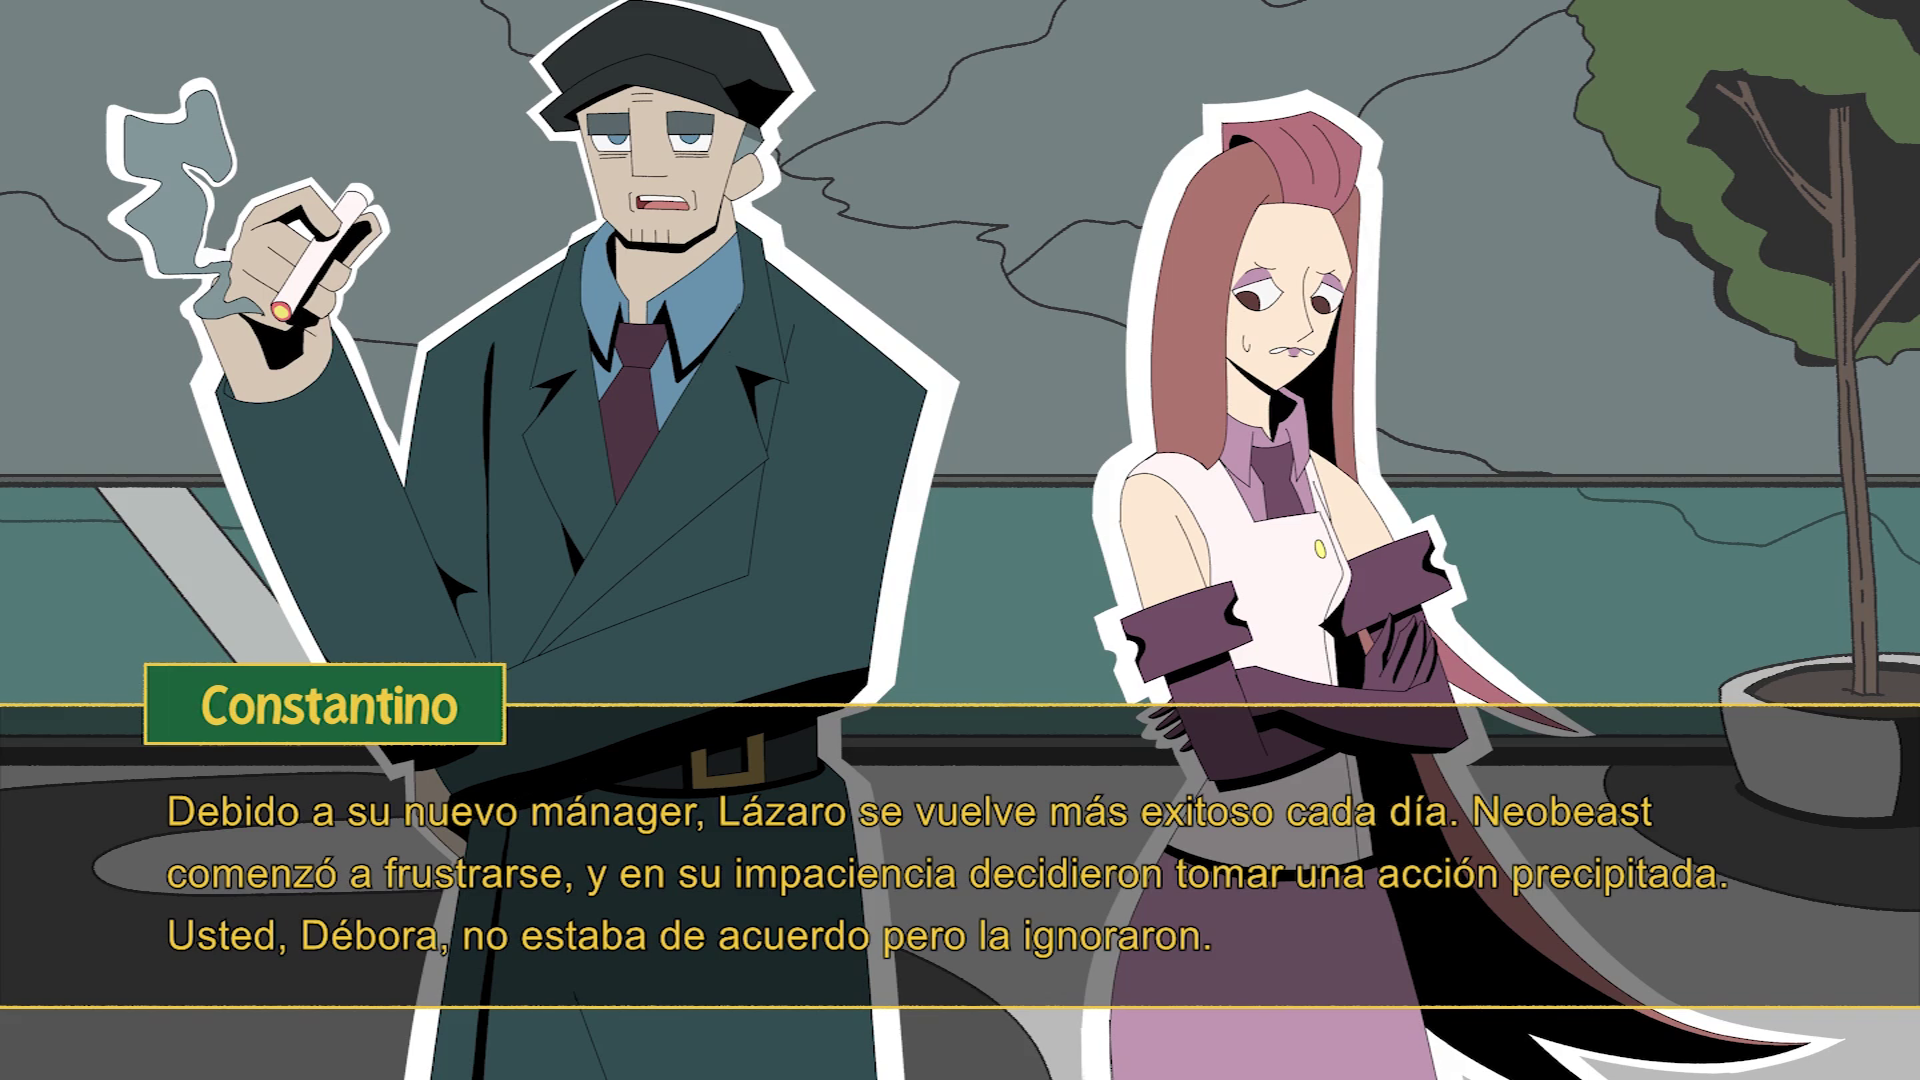 Constantino
Debido a su nuevo mánager, Lázaro se vuelve más exitoso cada día. Neobeast
comenzó a frustrarse, y en su impaciencia decidieron tomar una acción precipitada.
Usted, Débora, no estaba de acuerdo pero la ignoraron.